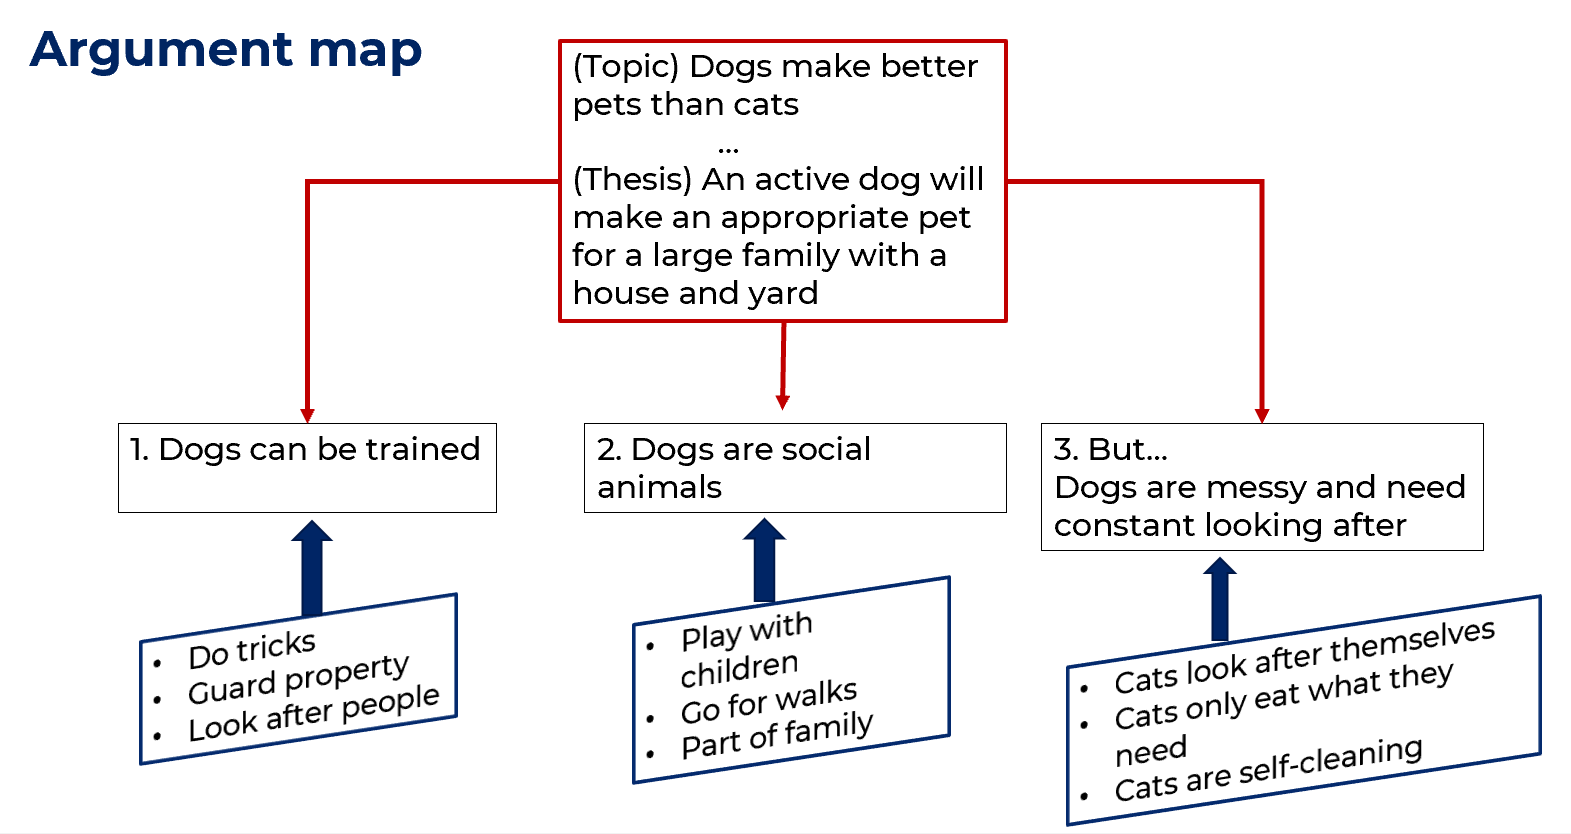 Argument map
(Topic) Dogs make better
pets than cats
...
(Thesis) An active dog will
make an appropriate pet
for a large family with a
house and yard
1. Dogs can be trained
2. Dogs are social
animals
3. But...
Dogs are messy and need
constant looking after
• Do tricks
• Guard property
• Look after people
• Play with
children
• Go for walks
• Part of family
• Cats look after themselves
• Cats only eat what they
need
• Cats are self-cleaning